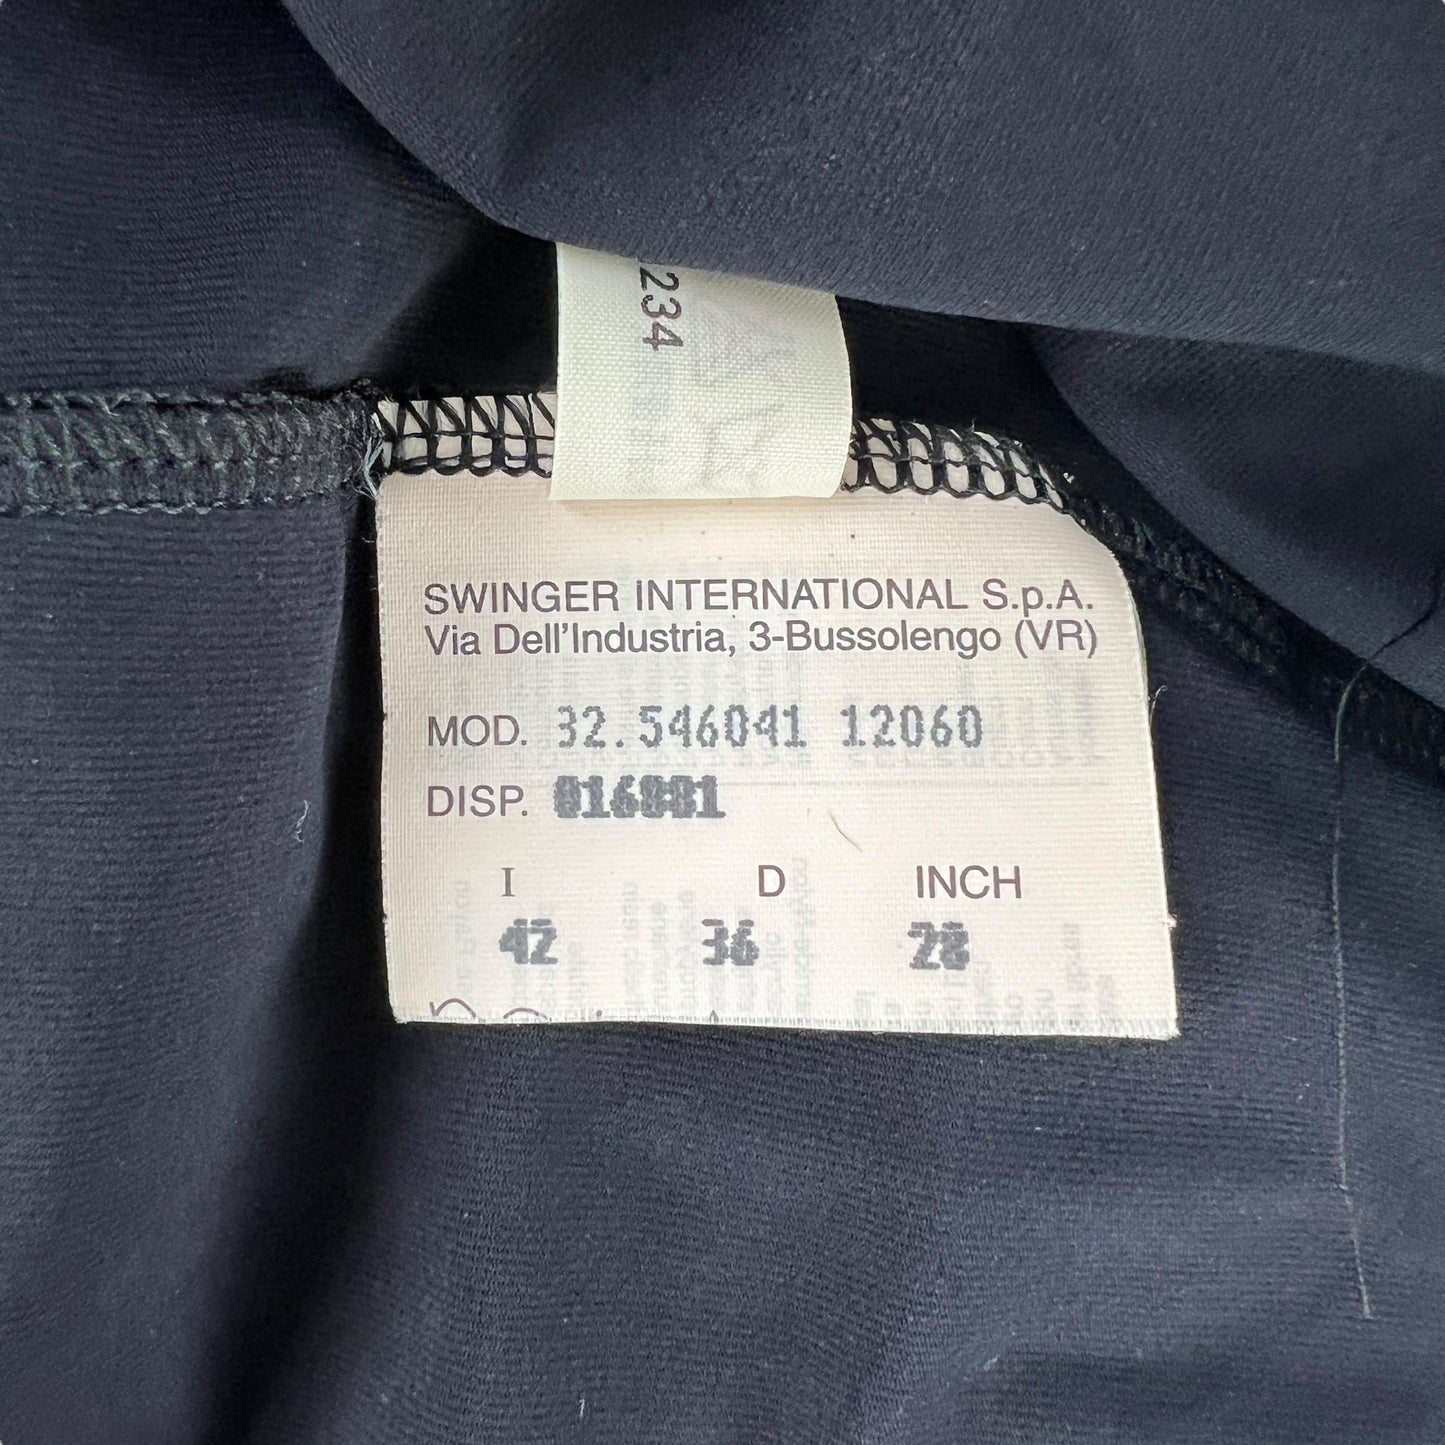 234
SWINGER INTERNATIONAL S.p.A.
Via Dell'Industria, 3-Bussolengo (VR)
MOD. 32.546041 12060
DISP.
I D INCH
42 36 28